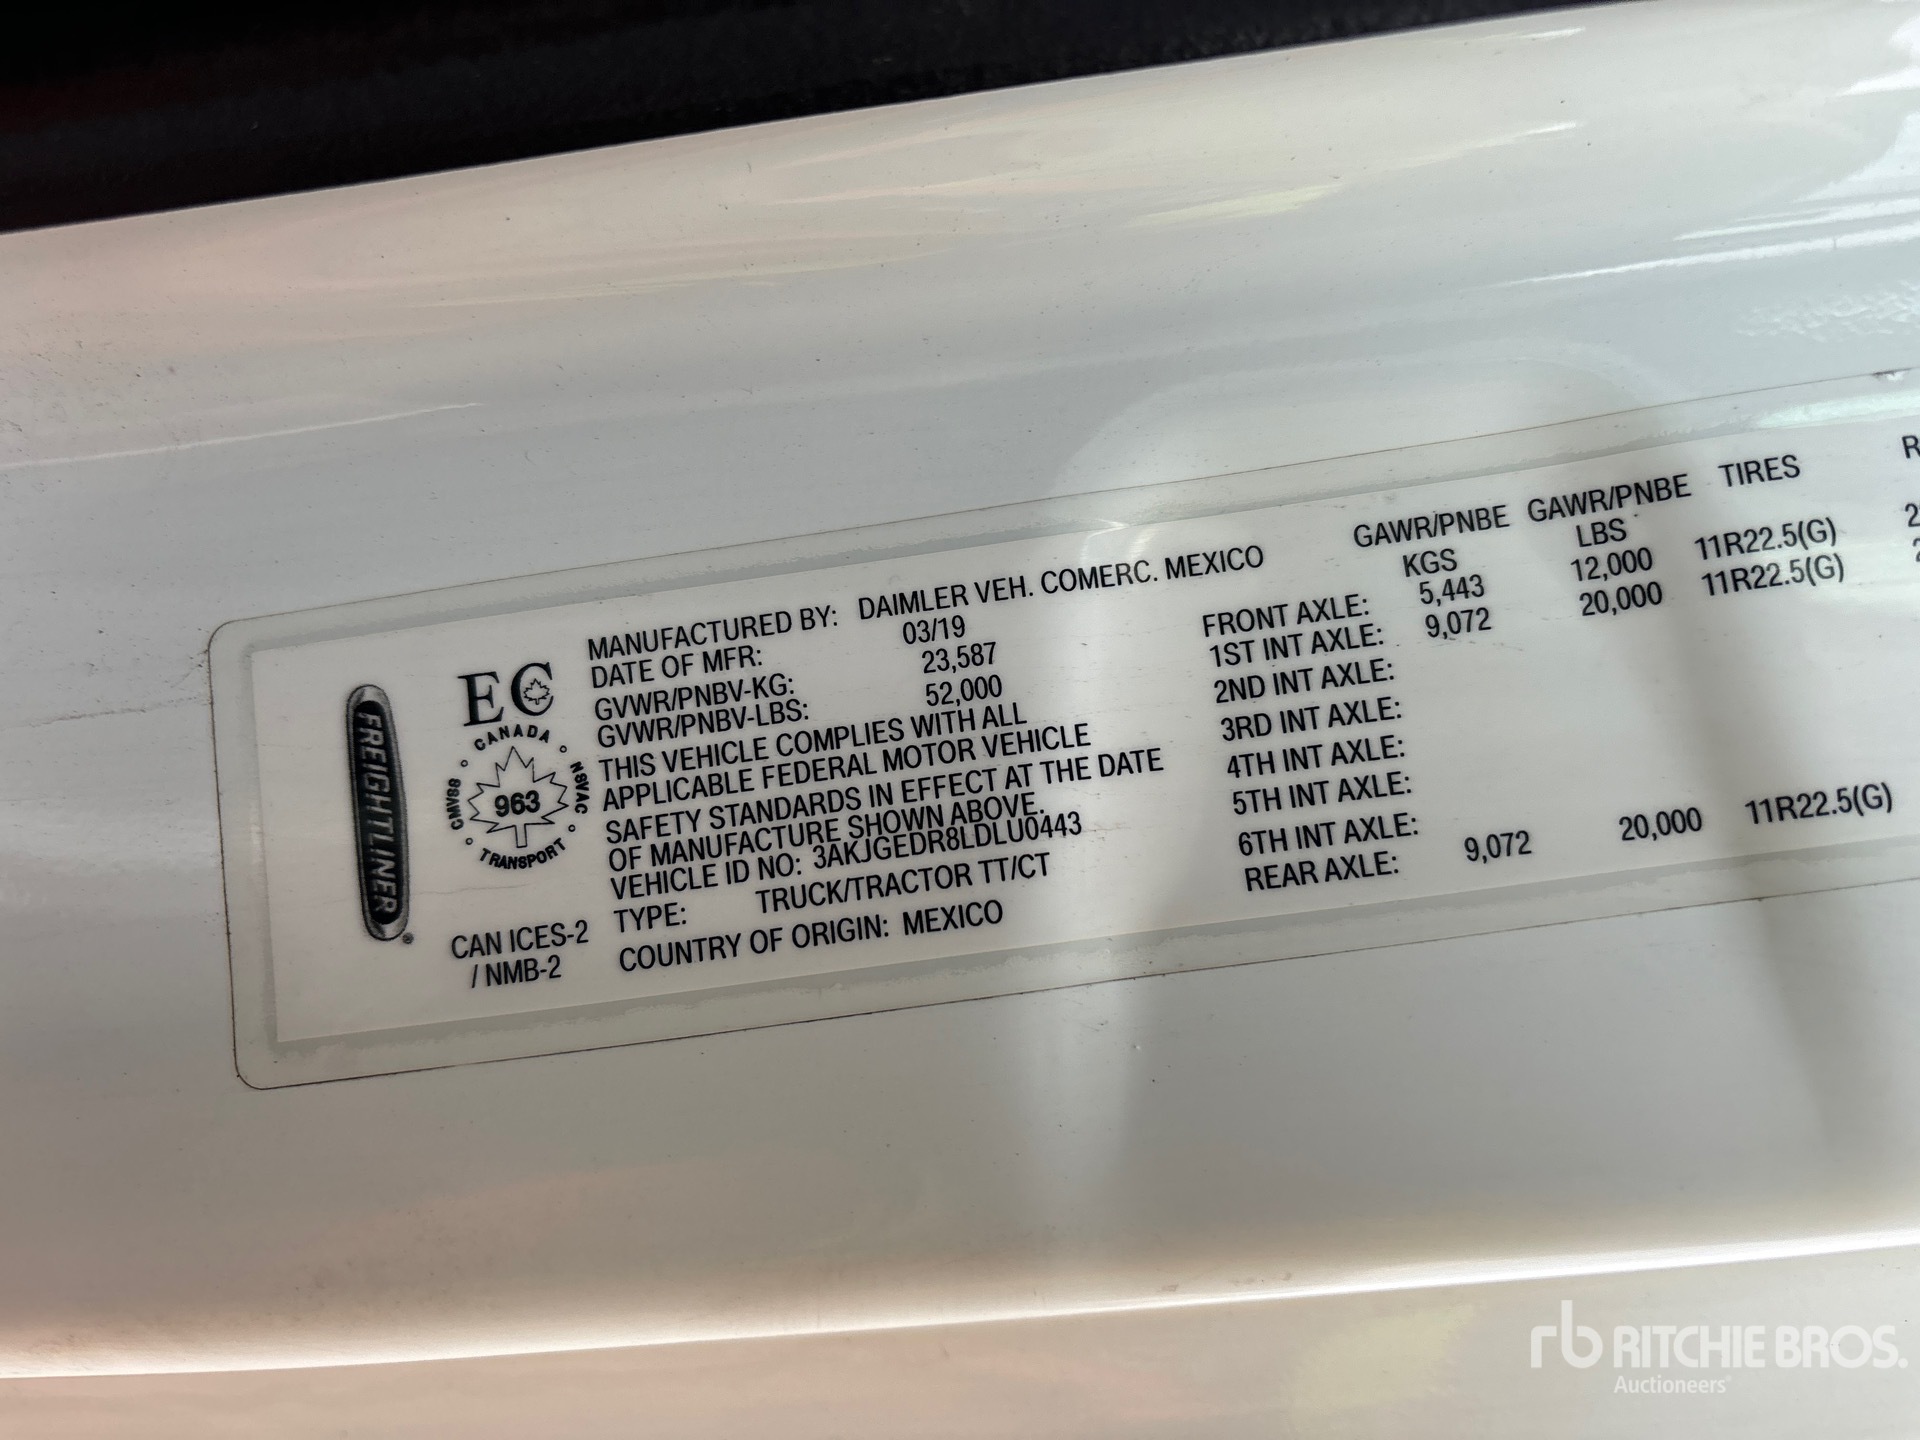 FREIGHTLINER
EC
CANADA
CMVSS
NSVAC
963
TRANSPORT
CAN ICES-2
/ NMB-2
MANUFACTURED BY: DAIMLER VEH. COMERC. MEXICO
DATE OF MFR: 03/19
GVWR/PNBV-KG: 23,587
GVWR/PNBV-LBS: 52,000
THIS VEHICLE COMPLIES WITH ALL
APPLICABLE FEDERAL MOTOR VEHICLE
SAFETY STANDARDS IN EFFECT AT THE DATE
OF MANUFACTURE SHOWN ABOVE.
VEHICLE ID NO: 3AKJGEDR8LDLU0443
TYPE: TRUCK/TRACTOR TT/CT
COUNTRY OF ORIGIN: MEXICO
GAWR/PNBE GAWR/PNBE TIRES
KGS LBS
FRONT AXLE: 5,443 12,000 11R22.5(G)
1ST INT AXLE: 9,072 20,000 11R22.5(G)
2ND INT AXLE:
3RD INT AXLE:
4TH INT AXLE:
5TH INT AXLE:
6TH INT AXLE:
REAR AXLE: 9,072 20,000 11R22.5(G)
rb RITCHIE BROS.
Auctioneers